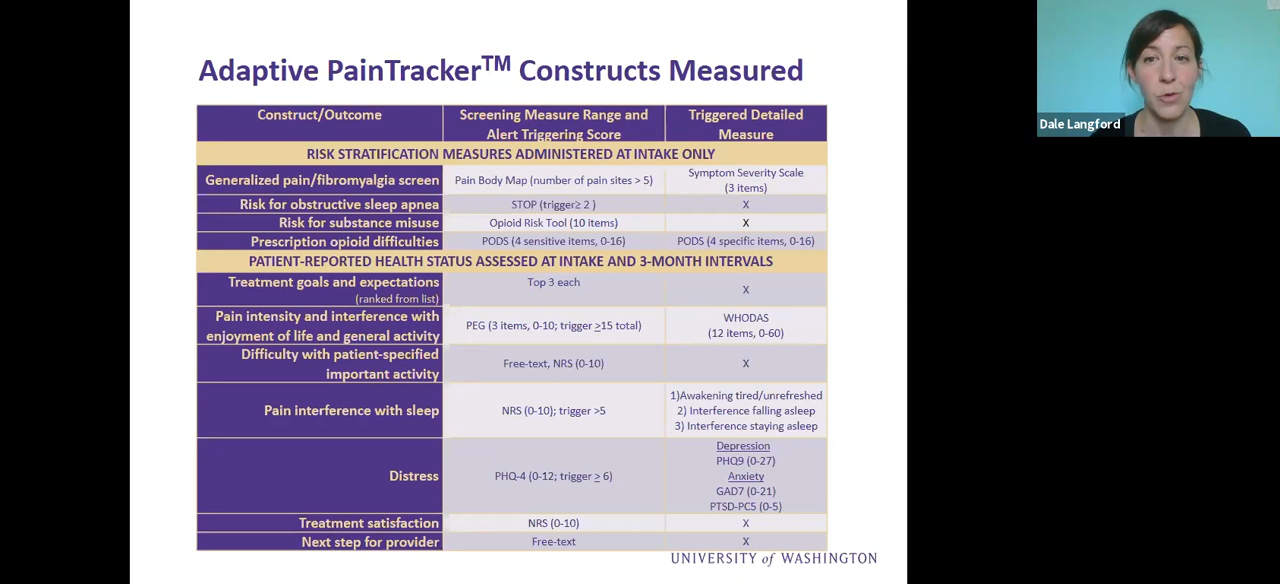 Adaptive PainTracker™ Constructs Measured
Construct/Outcome
Screening Measure Range and
Alert Triggering Score
Triggered Detailed
Measure
RISK STRATIFICATION MEASURES ADMINISTERED AT INTAKE ONLY
Generalized pain/fibromyalgia screen
Pain Body Map (number of pain sites > 5)
Symptom Severity Scale
(3 items)
Risk for obstructive sleep apnea
STOP (trigger≥ 2 )
X
Risk for substance misuse
Opioid Risk Tool (10 items)
X
Prescription opioid difficulties
PODS (4 sensitive items, 0-16)
PODS (4 specific items, 0-16)
PATIENT-REPORTED HEALTH STATUS ASSESSED AT INTAKE AND 3-MONTH INTERVALS
Treatment goals and expectations
(ranked from list)
Top 3 each
X
Pain intensity and interference with
enjoyment of life and general activity
PEG (3 items, 0-10; trigger >15 total)
WHODAS
(12 items, 0-60)
Difficulty with patient-specified
important activity
Free-text, NRS (0-10)
X
Pain interference with sleep
NRS (0-10); trigger >5
1)Awakening tired/unrefreshed
2) Interference falling asleep
3) Interference staying asleep
Distress
PHQ-4 (0-12; trigger > 6)
Depression
PHQ9 (0-27)
Anxiety
GAD7 (0-21)
PTSD-PC5 (0-5)
Treatment satisfaction
NRS (0-10)
X
Next step for provider
Free-text
X
UNIVERSITY of WASHINGTON
Dale Langford